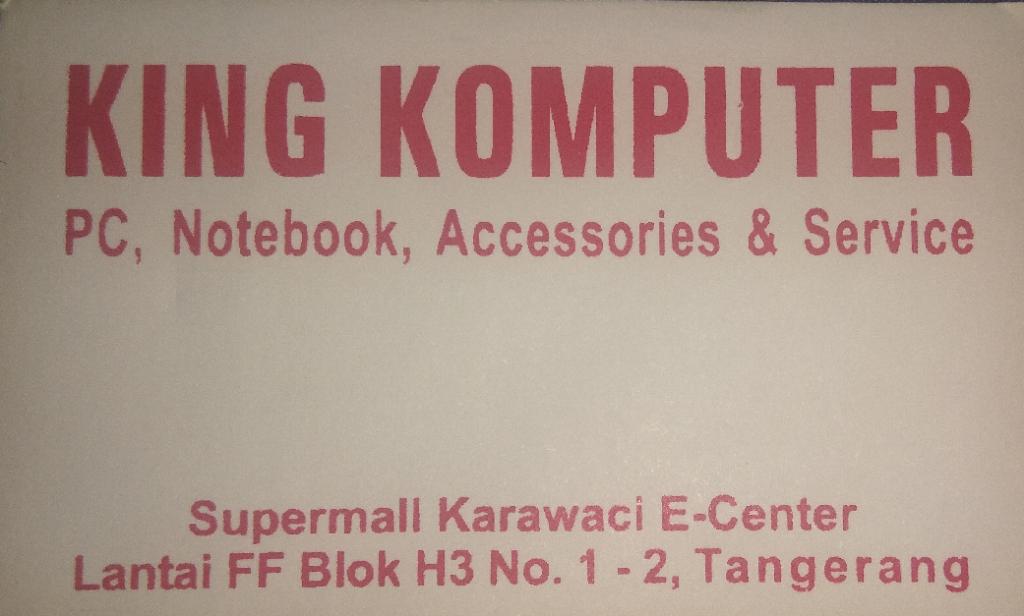 KING KOMPUTER
PC, Notebook, Accessories & Service
Supermall Karawaci E-Center
Lantai FF Blok H3 No. 1 - 2, Tangerang